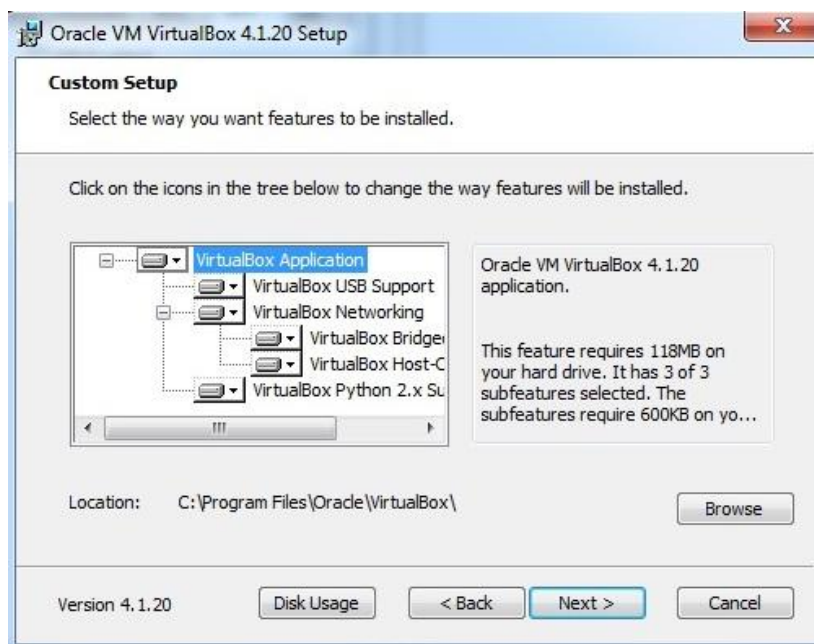 Oracle VM VirtualBox 4.1.20 Setup
Custom Setup
Select the way you want features to be installed.
Click on the icons in the tree below to change the way features will be installed.
VirtualBox Application
VirtualBox USB Support
VirtualBox Networking
VirtualBox
VirtualBox
VirtualBox Python 2.x
Oracle VM VirtualBox 4.1.20
application.
This feature requires 118MB on
your hard drive. It has 3 of 3
subfeatures selected. The
subfeatures require 600KB on yo...
Location: C:\Program Files\Oracle\VirtualBox\
Browse
Version 4.1.20 Disk Usage < Back Next > Cancel